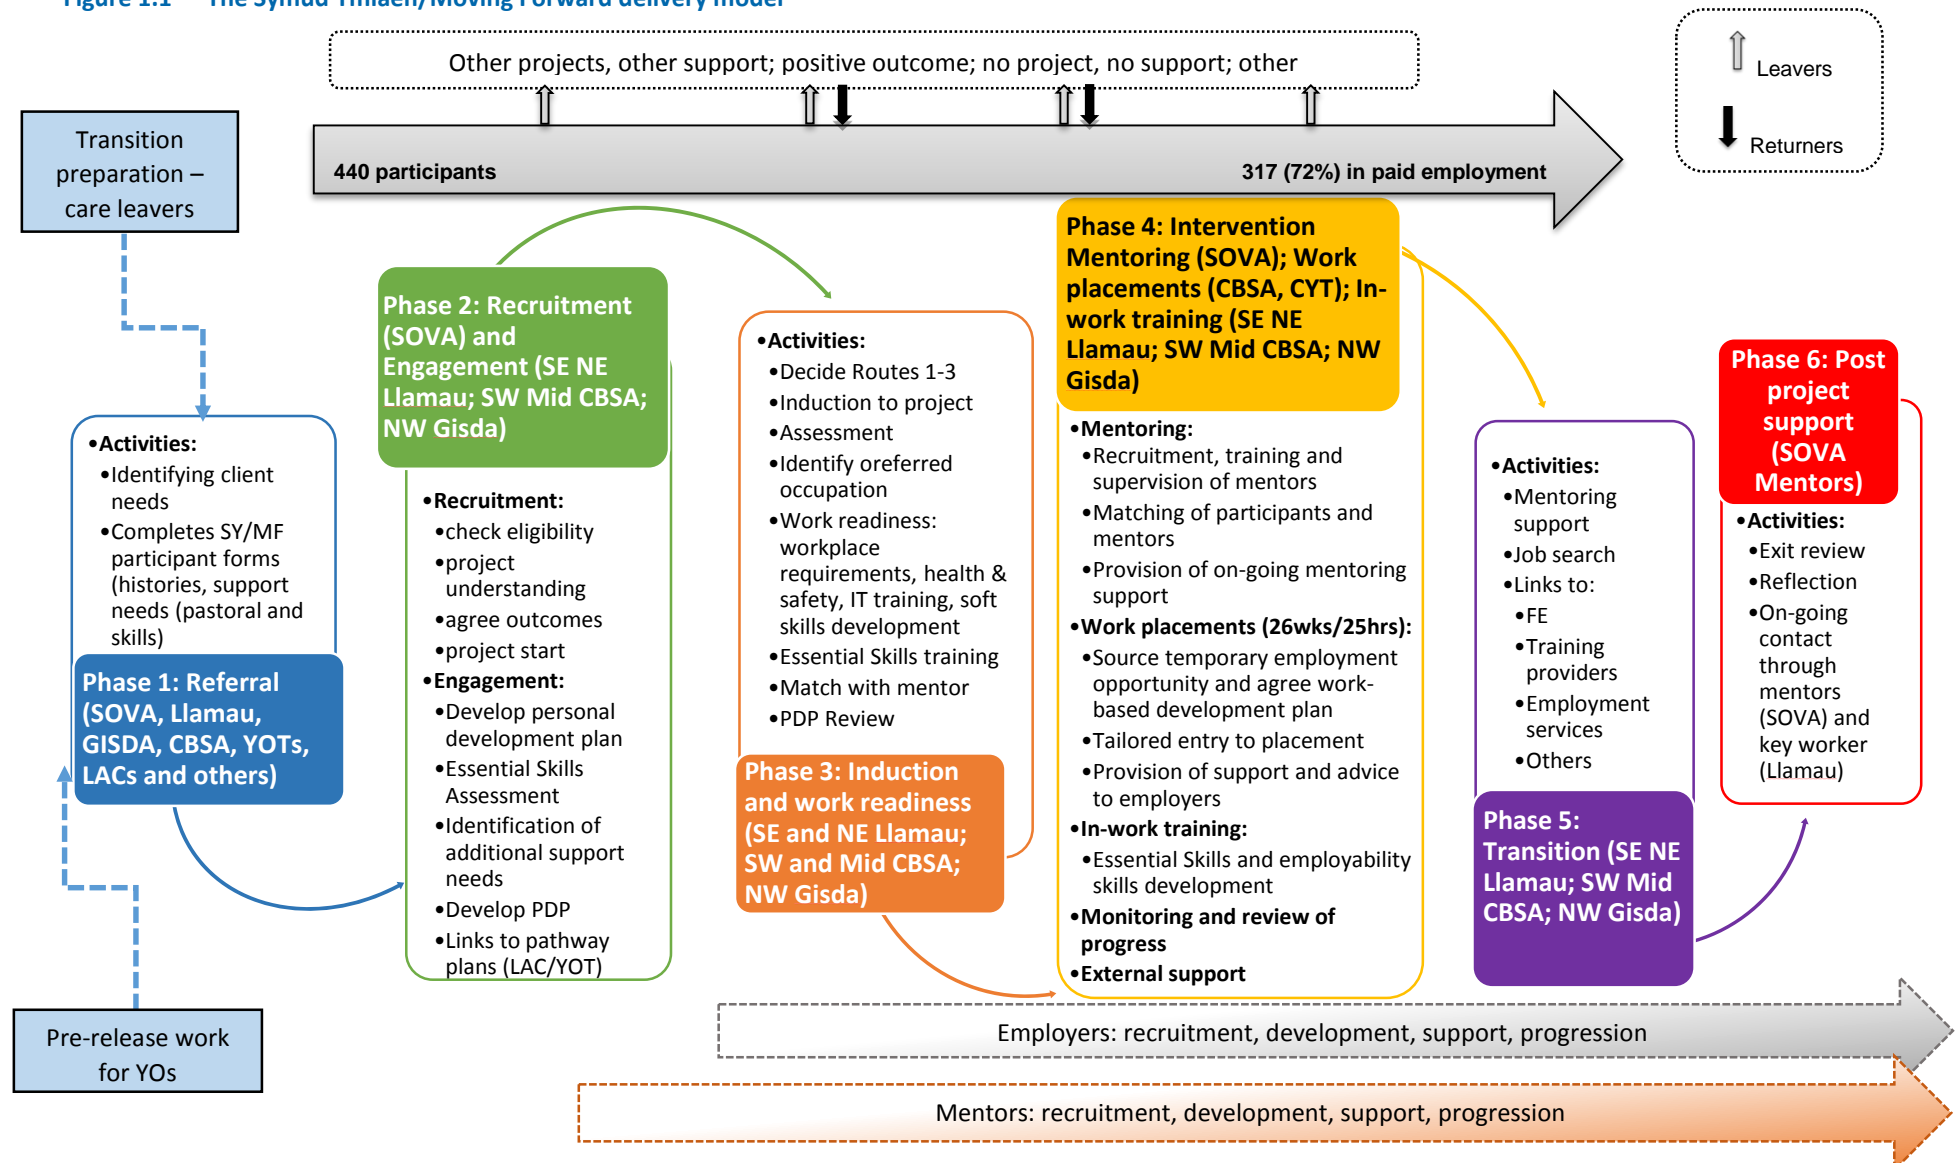 Figure 1.1 The Symud Ymlaen/Moving Forward delivery model
Other projects, other support; positive outcome; no project, no support; other
Leavers
Returners
440 participants
317 (72%) in paid employment
Transition
preparation –
care leavers
•Activities:
•Identifying client
needs
•Completes SY/MF
participant forms
(histories, support
needs (pastoral and
skills)
Phase 1: Referral
(SOVA, Llamau,
GISDA, CBSA, YOTs,
LACs and others)
Pre-release work
for YOs
Phase 2: Recruitment
(SOVA) and
Engagement (SE NE
Llamau; SW Mid CBSA;
NW Gisda)
•Recruitment:
•check eligibility
•project
understanding
•agree outcomes
•project start
•Engagement:
•Develop personal
development plan
•Essential Skills
Assessment
•Identification of
additional support
needs
•Develop PDP
•Links to pathway
plans (LAC/YOT)
•Activities:
•Decide Routes 1-3
•Induction to project
•Assessment
•Identify oreferred
occupation
•Work readiness:
workplace
requirements, health &
safety, IT training, soft
skills development
•Essential Skills training
•Match with mentor
•PDP Review
Phase 3: Induction
and work readiness
(SE and NE Llamau;
SW and Mid CBSA;
NW Gisda)
Phase 4: Intervention
Mentoring (SOVA); Work
placements (CBSA, CYT); In-
work training (SE NE
Llamau; SW Mid CBSA; NW
Gisda)
•Mentoring:
•Recruitment, training and
supervision of mentors
•Matching of participants and
mentors
•Provision of on-going mentoring
support
•Work placements (26wks/25hrs):
•Source temporary employment
opportunity and agree work-
based development plan
•Tailored entry to placement
•Provision of support and advice
to employers
•In-work training:
•Essential Skills and employability
skills development
•Monitoring and review of
progress
•External support
•Activities:
•Mentoring
support
•Job search
•Links to:
•FE
•Training
providers
•Employment
services
•Others
Phase 5:
Transition (SE NE
Llamau; SW Mid
CBSA; NW Gisda)
Phase 6: Post
project
support
(SOVA
Mentors)
•Activities:
•Exit review
•Reflection
•On-going
contact
through
mentors
(SOVA) and
key worker
(Llamau)
Employers: recruitment, development, support, progression
Mentors: recruitment, development, support, progression